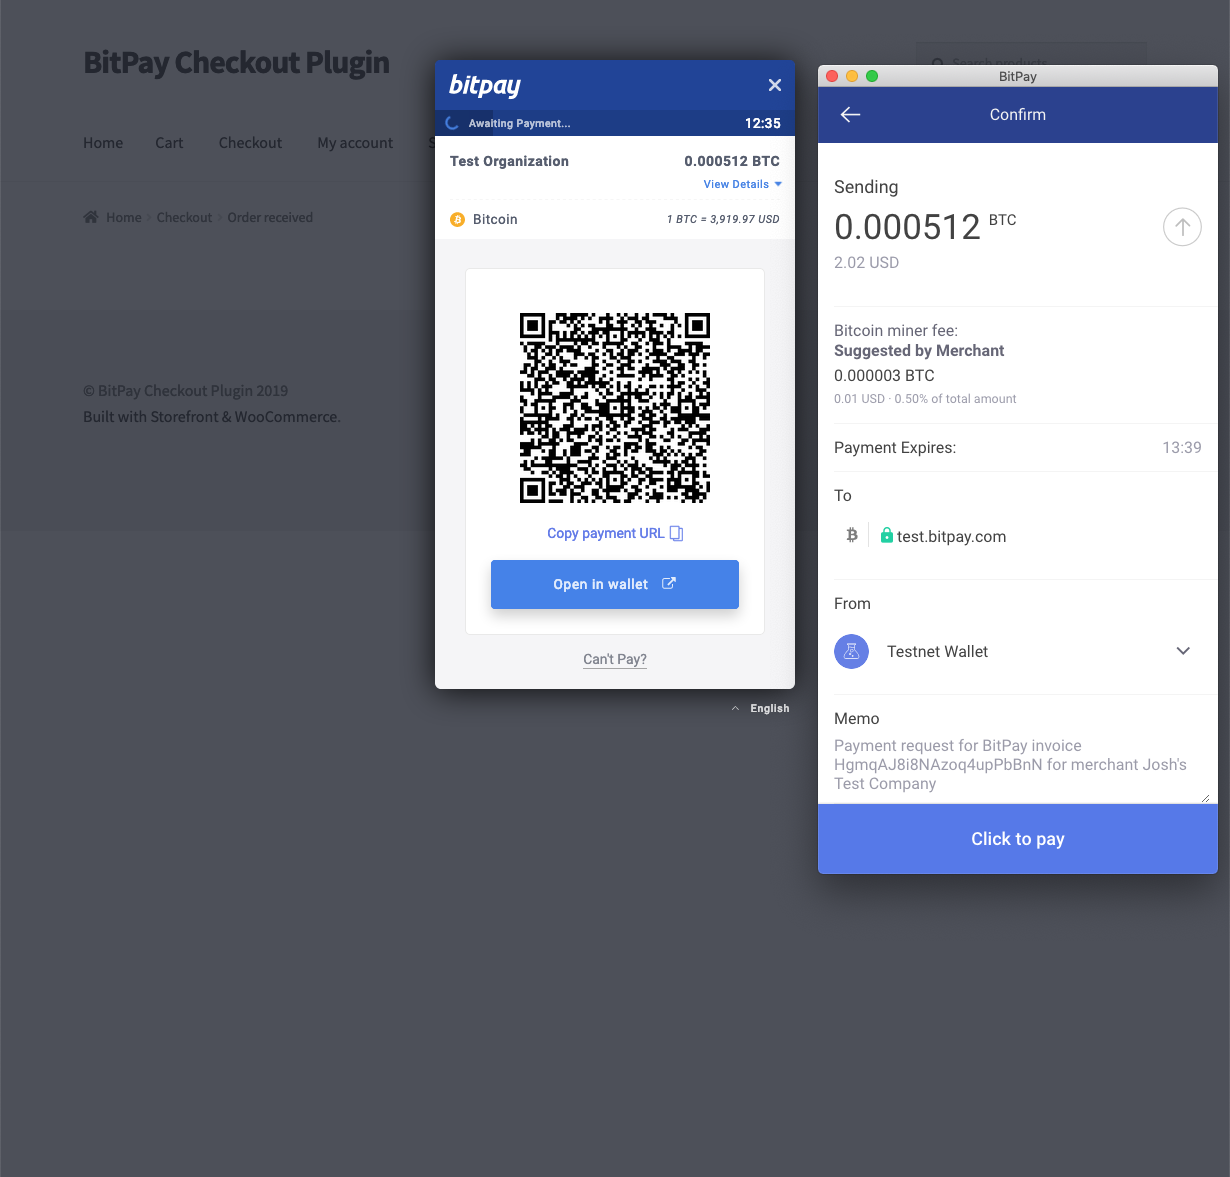 BitPay Checkout Plugin
Search products...
Home Cart Checkout My account S
Home Checkout Order received
© BitPay Checkout Plugin 2019
Built with Storefront & WooCommerce.
bitpay
Awaiting Payment... 12:35
Test Organization 0.000512 BTC
View Details
Bitcoin 1 BTC = 3,919.97 USD
Copy payment URL
Open in wallet
Can't Pay?
English
BitPay
Confirm
Sending
0.000512 BTC
2.02 USD
Bitcoin miner fee:
Suggested by Merchant
0.000003 BTC
0.01 USD · 0.50% of total amount
Payment Expires: 13:39
To
test.bitpay.com
From
Testnet Wallet
Memo
Payment request for BitPay invoice
HgmqAJ8i8NAzoq4upPbBnN for merchant Josh's
Test Company
Click to pay